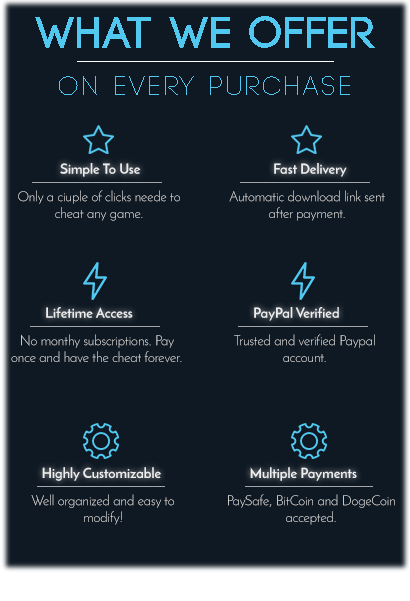 WHAT WE OFFER
ON EVERY PURCHASE
Simple To Use
Only a ciuple of clicks neede to
cheat any game.
Fast Delivery
Automatic download link sent
after payment.
Lifetime Access
No monthy subscriptions. Pay
once and have the cheat forever.
PayPal Verified
Trusted and verified Paypal
account.
Highly Customizable
Well organized and easy to
modify!
Multiple Payments
PaySafe, BitCoin and DogeCoin
accepted.